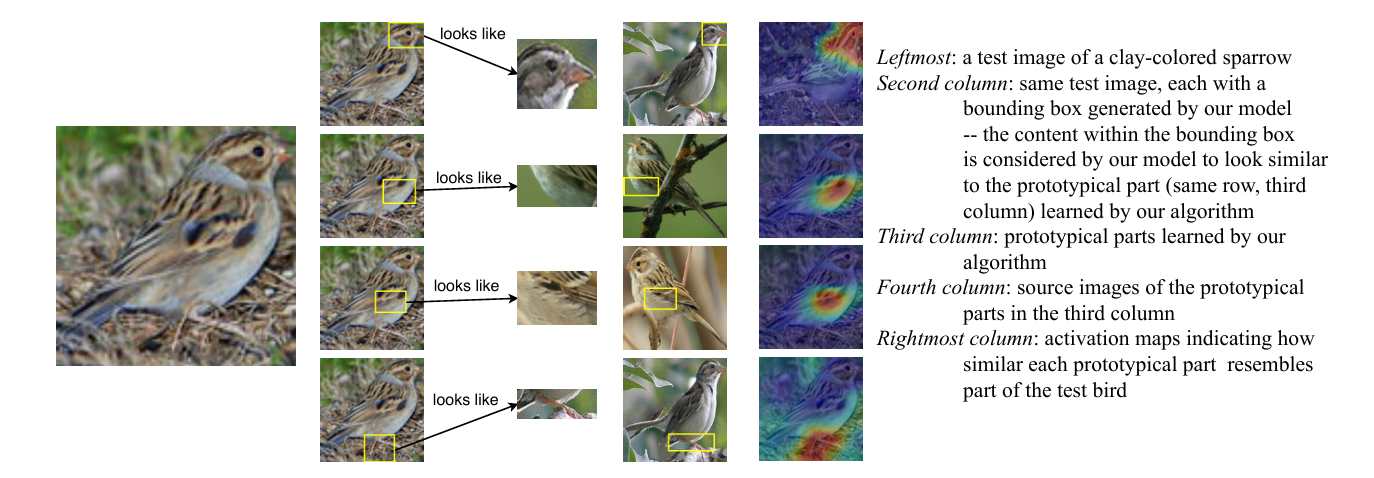 looks like
looks like
looks like
looks like
Leftmost: a test image of a clay-colored sparrow
Second column: same test image, each with a
bounding box generated by our model
-- the content within the bounding box
is considered by our model to look similar
to the prototypical part (same row, third
column) learned by our algorithm
Third column: prototypical parts learned by our
algorithm
Fourth column: source images of the prototypical
parts in the third column
Rightmost column: activation maps indicating how
similar each prototypical part resembles
part of the test bird